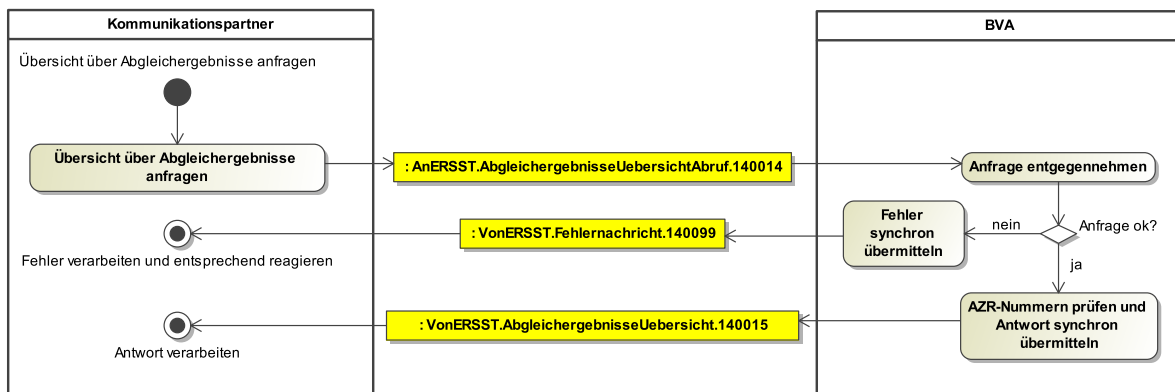 Kommunikationspartner
BVA
Übersicht über Abgleichergebnisse anfragen
Übersicht über Abgleichergebnisse
anfragen
: AnERSST.AbgleichergebnisseUebersichtAbruf.140014
Anfrage entgegennehmen
Anfrage ok?
nein
Fehler
synchron
übermitteln
: VonERSST.Fehlernachricht.140099
Fehler verarbeiten und entsprechend reagieren
ja
AZR-Nummern prüfen und
Antwort synchron
übermitteln
: VonERSST.AbgleichergebnisseUebersicht.140015
Antwort verarbeiten